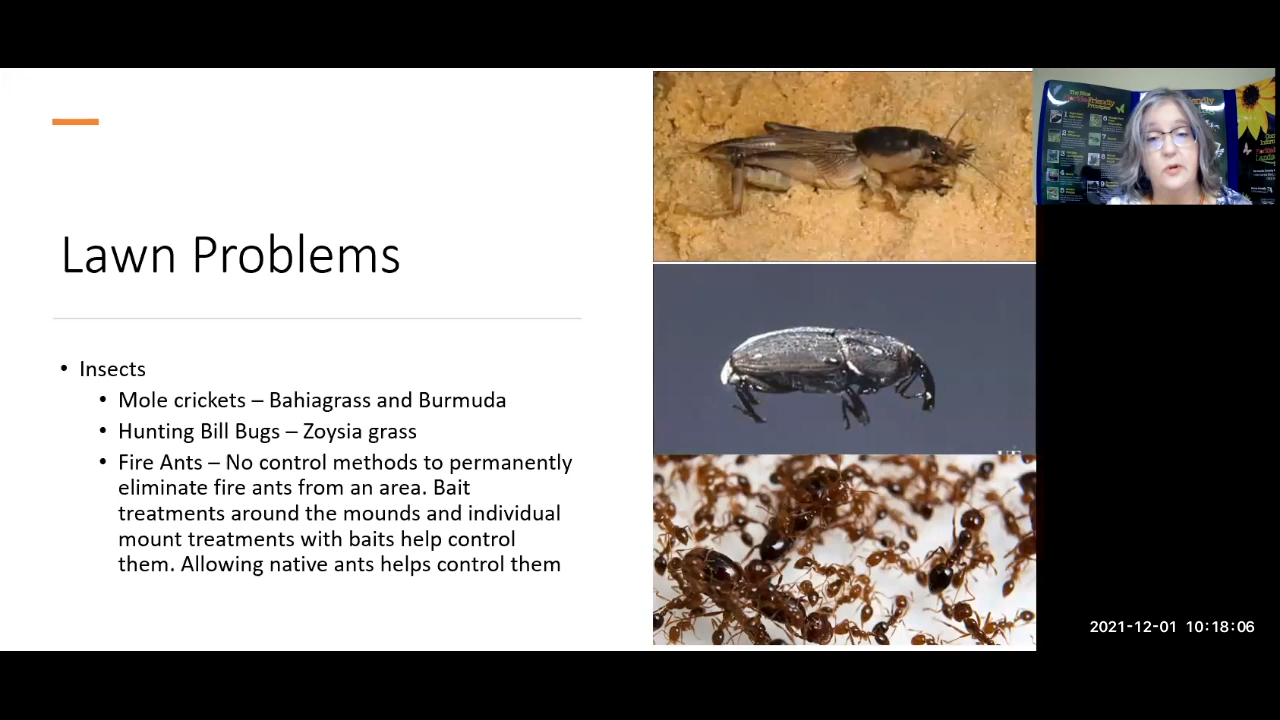 Lawn Problems
• Insects
• Mole crickets – Bahiagrass and Burmuda
• Hunting Bill Bugs – Zoysia grass
• Fire Ants – No control methods to permanently
eliminate fire ants from an area. Bait
treatments around the mounds and individual
mount treatments with baits help control
them. Allowing native ants helps control them
2021-12-01 10:18:06